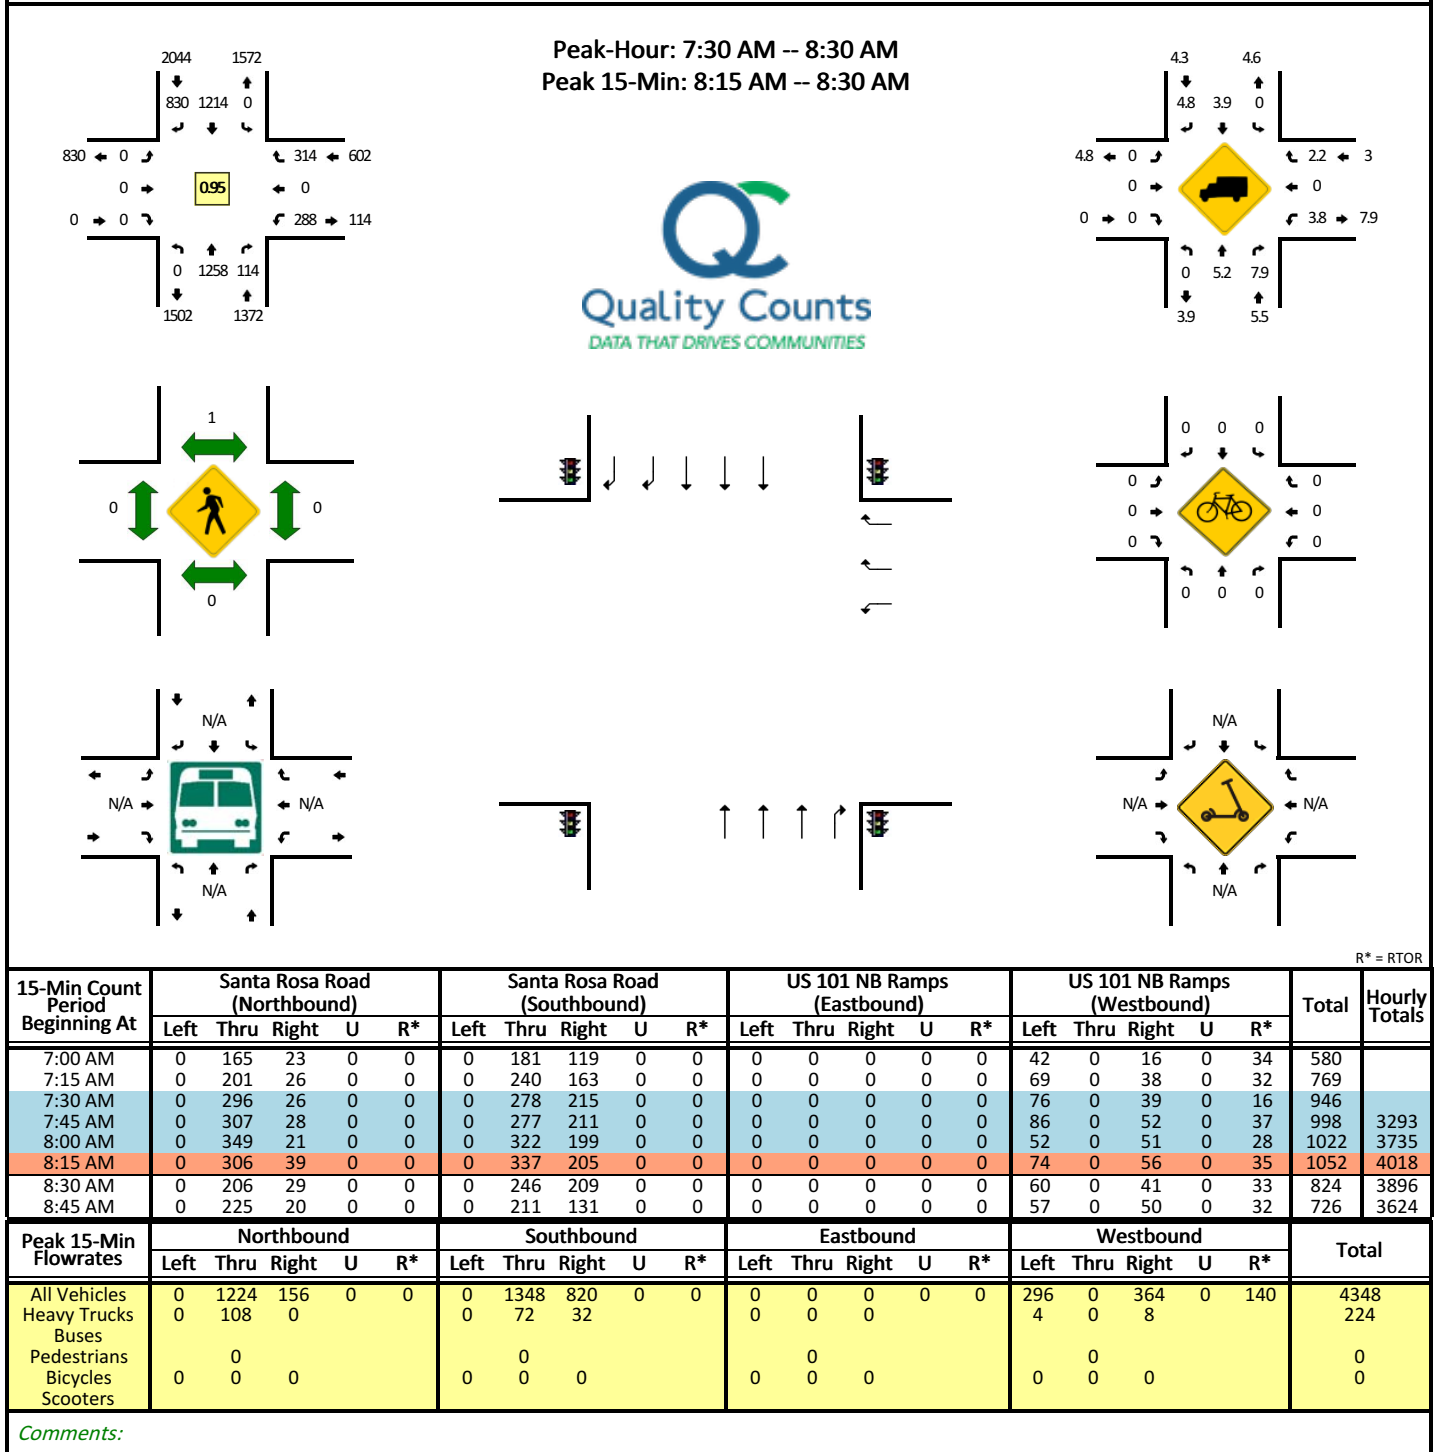 Peak-Hour: 7:30 AM -- 8:30 AM
Peak 15-Min: 8:15 AM -- 8:30 AM
2044 1572
830 1214 0
830 0 314 602
0 0.95 0
0 0 288 114
0 1258 114
1502 1372
4.3 4.6
4.8 3.9 0
4.8 0 2.2 3
0 0
0 0 3.8 7.9
0 5.2 7.9
3.9 5.5
QC
Quality Counts
DATA THAT DRIVES COMMUNITIES
1
0 0
0
0 0 0
0 0
0 0
0 0
0 0 0
N/A
N/A N/A
N/A
N/A
N/A N/A
N/A
R* = RTOR
15-Min Count Period Beginning At Santa Rosa Road (Northbound) Santa Rosa Road (Southbound) US 101 NB Ramps (Eastbound) US 101 NB Ramps (Westbound) Total Hourly Totals
Left Thru Right U R* Left Thru Right U R* Left Thru Right U R* Left Thru Right U R*
7:00 AM 0 165 23 0 0 0 181 119 0 0 0 0 0 0 0 42 0 16 0 34 580
7:15 AM 0 201 26 0 0 0 240 163 0 0 0 0 0 0 0 69 0 38 0 32 769
7:30 AM 0 296 26 0 0 0 278 215 0 0 0 0 0 0 0 76 0 39 0 16 946
7:45 AM 0 307 28 0 0 0 277 211 0 0 0 0 0 0 0 86 0 52 0 37 998 3293
8:00 AM 0 349 21 0 0 0 322 199 0 0 0 0 0 0 0 52 0 51 0 28 1022 3735
8:15 AM 0 306 39 0 0 0 337 205 0 0 0 0 0 0 0 74 0 56 0 35 1052 4018
8:30 AM 0 206 29 0 0 0 246 209 0 0 0 0 0 0 0 60 0 41 0 33 824 3896
8:45 AM 0 225 20 0 0 0 211 131 0 0 0 0 0 0 0 57 0 50 0 32 726 3624
Peak 15-Min Flowrates Northbound Southbound Eastbound Westbound Total
Left Thru Right U R* Left Thru Right U R* Left Thru Right U R* Left Thru Right U R*
All Vehicles 0 1224 156 0 0 0 1348 820 0 0 0 0 0 0 0 296 0 364 0 140 4348
Heavy Trucks 0 108 0 0 72 32 0 0 0 4 0 8 224
Buses
Pedestrians 0 0 0 0 0
Bicycles 0 0 0 0 0 0 0 0 0 0 0 0 0
Scooters
Comments: